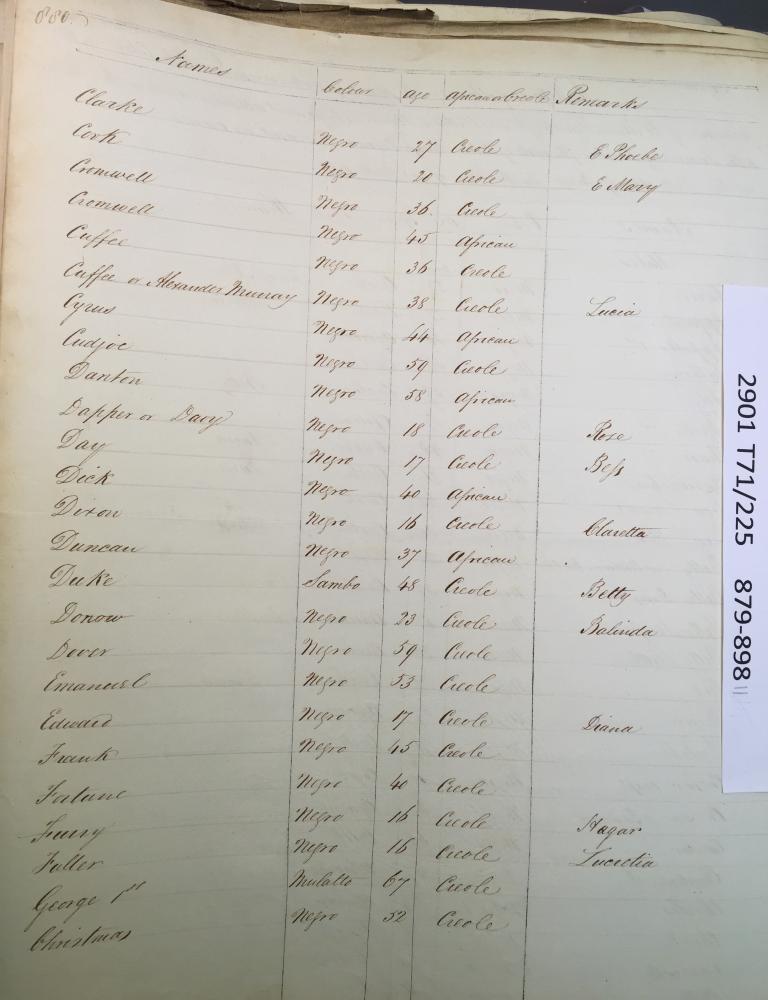 880.
Names Colour age African or Creole Remarks
Clarke Negro 27 Creole E Phoebe
Cork Negro 20 Creole E Mary
Cromwell Negro 36 Creole
Cromwell Negro 45 African
Cuffee Negro 36 Creole
Cuffee or Alexander Murray Negro 38 Creole Lucia
Cyrus Negro 44 African
Cudjoe Negro 59 Creole
Danton Negro 58 African
Dapper or Davy Negro 18 Creole Rose
Day Negro 17 Creole Bess
Dick Negro 40 African
Dixon Negro 16 Creole Claretta
Duncan Negro 37 African
Duke Sambo 48 Creole Betty
Donow Negro 23 Creole Balinda
Dover Negro 59 Creole
Emanuel Negro 53 Creole
Edward Negro 17 Creole Diana
Frank Negro 45 Creole
Fortune Negro 40 Creole
Furry Negro 16 Creole Hagar
Fuller Negro 16 Creole Lucretia
George 1st Mulatto 67 Creole
Christmas Negro 52 Creole
2901 T71/225 879-898